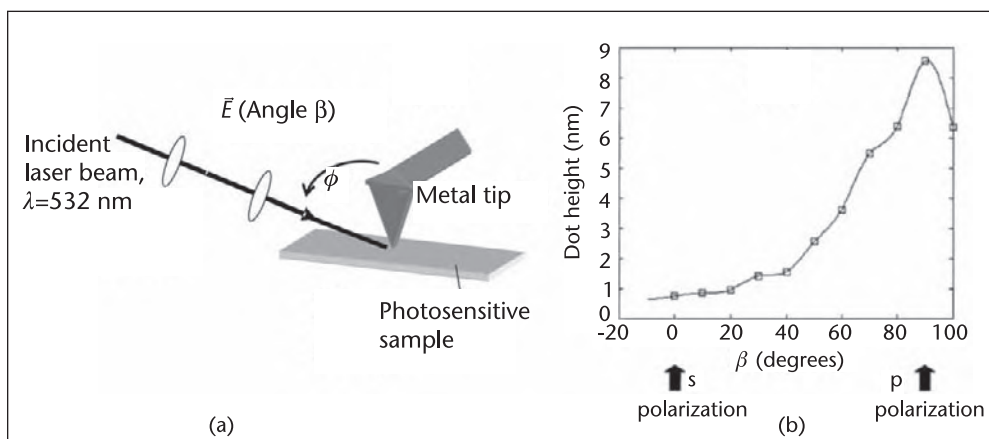 E⃗ (Angle β)
Incident
laser beam,
λ=532 nm
ϕ
Metal tip
Photosensitive
sample
(a)
Dot height (nm)
9
8
7
6
5
4
3
2
1
0
-20 0 20 40 60 80 100
β (degrees)
s
polarization
p
polarization
(b)